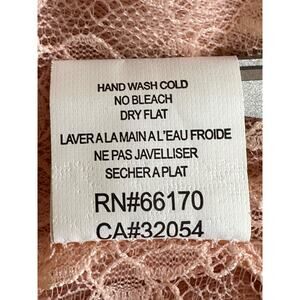 HAND WASH COLD
NO BLEACH
DRY FLAT
LAVER A LA MAIN A L'EAU FROIDE
NE PAS JAVELLISER
SECHER A PLAT
RN#66170
CA#32054